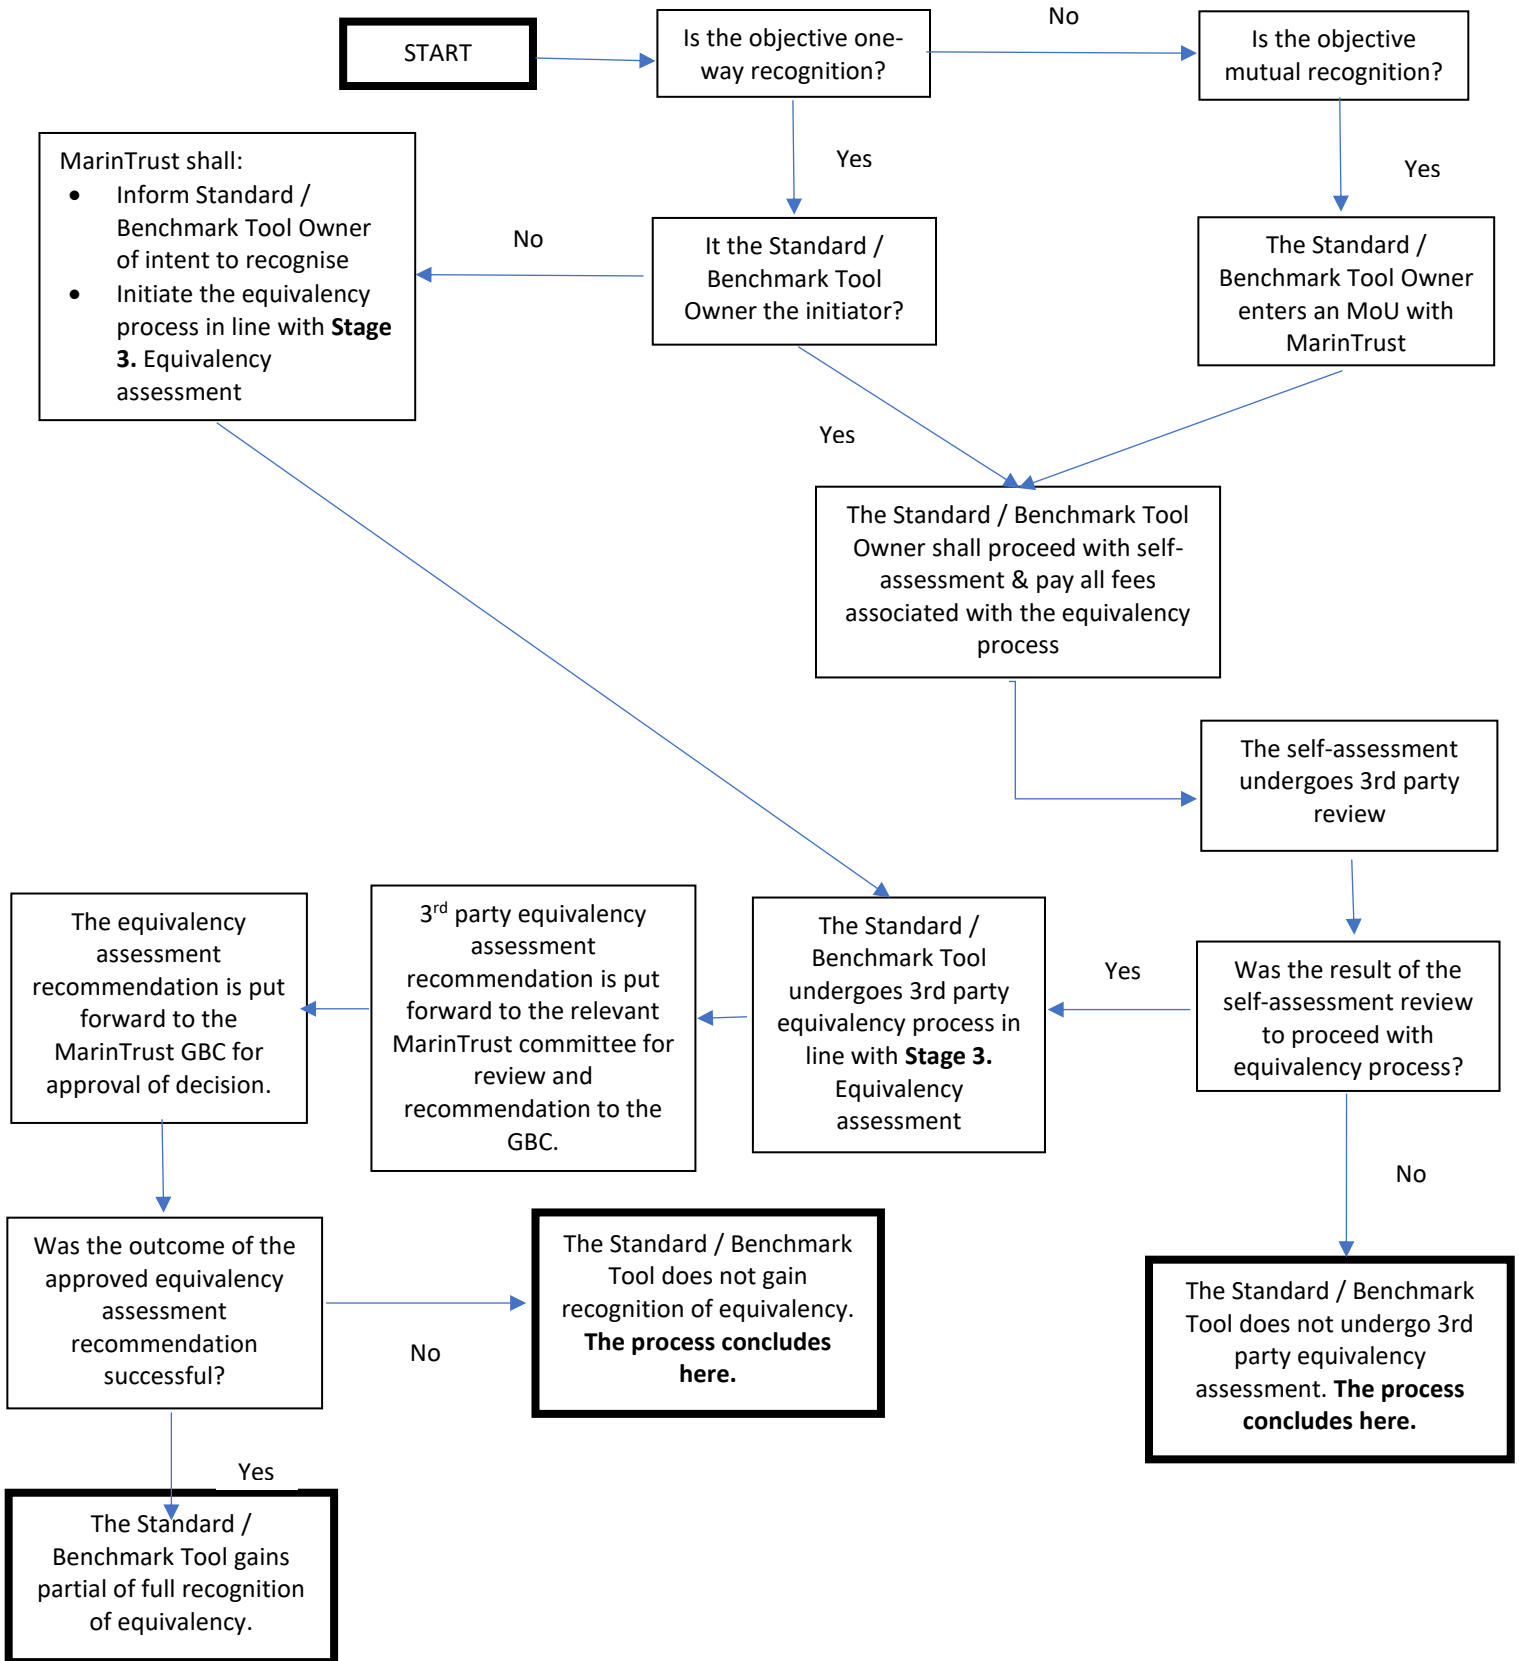 START
Is the objective one-
way recognition?
No
Is the objective
mutual recognition?
Yes
Yes
MarinTrust shall:
• Inform Standard /
Benchmark Tool Owner
of intent to recognise
• Initiate the equivalency
process in line with Stage
3. Equivalency
assessment
No
It the Standard /
Benchmark Tool
Owner the initiator?
The Standard /
Benchmark Tool Owner
enters an MoU with
MarinTrust
Yes
The Standard / Benchmark Tool
Owner shall proceed with self-
assessment & pay all fees
associated with the equivalency
process
The self-assessment
undergoes 3rd party
review
The equivalency
assessment
recommendation is put
forward to the
MarinTrust GBC for
approval of decision.
3rd party equivalency
assessment
recommendation is put
forward to the relevant
MarinTrust committee for
review and
recommendation to the
GBC.
The Standard /
Benchmark Tool
undergoes 3rd party
equivalency process in
line with Stage 3.
Equivalency
assessment
Yes
Was the result of the
self-assessment review
to proceed with
equivalency process?
No
Was the outcome of the
approved equivalency
assessment
recommendation
successful?
No
The Standard / Benchmark
Tool does not gain
recognition of equivalency.
The process concludes
here.
The Standard / Benchmark
Tool does not undergo 3rd
party equivalency
assessment. The process
concludes here.
Yes
The Standard /
Benchmark Tool gains
partial of full recognition
of equivalency.